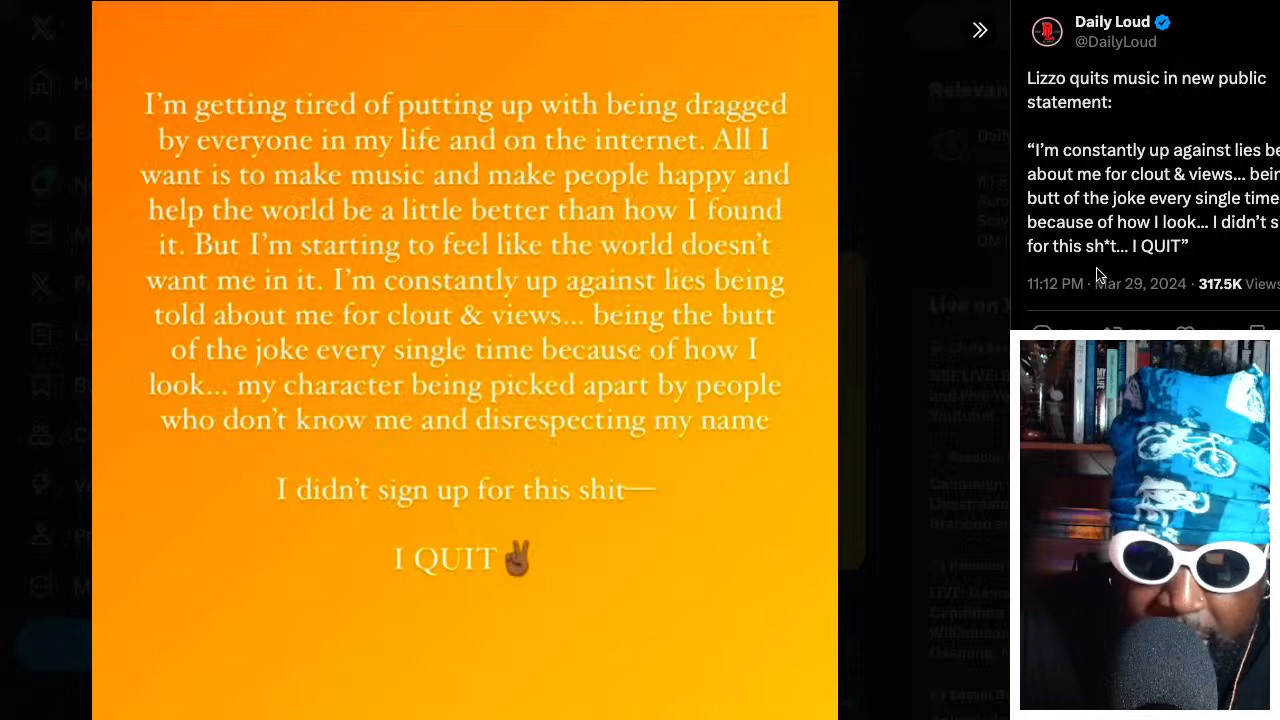 I'm getting tired of putting up with being dragged
by everyone in my life and on the internet. All I
want is to make music and make people happy and
help the world be a little better than how I found
it. But I'm starting to feel like the world doesn't
want me in it. I'm constantly up against lies being
told about me for clout & views... being the butt
of the joke every single time because of how I
look... my character being picked apart by people
who don't know me and disrespecting my name
I didn't sign up for this shit—
I QUIT✌🏾
Daily Loud
@DailyLoud
Lizzo quits music in new public
statement:
“I’m constantly up against lies be
about me for clout & views... bein
butt of the joke every single time
because of how I look... I didn’t s
for this sh*t... I QUIT”
11:12 PM · Mar 29, 2024 · 317.5K Views
Relevan
Live on X